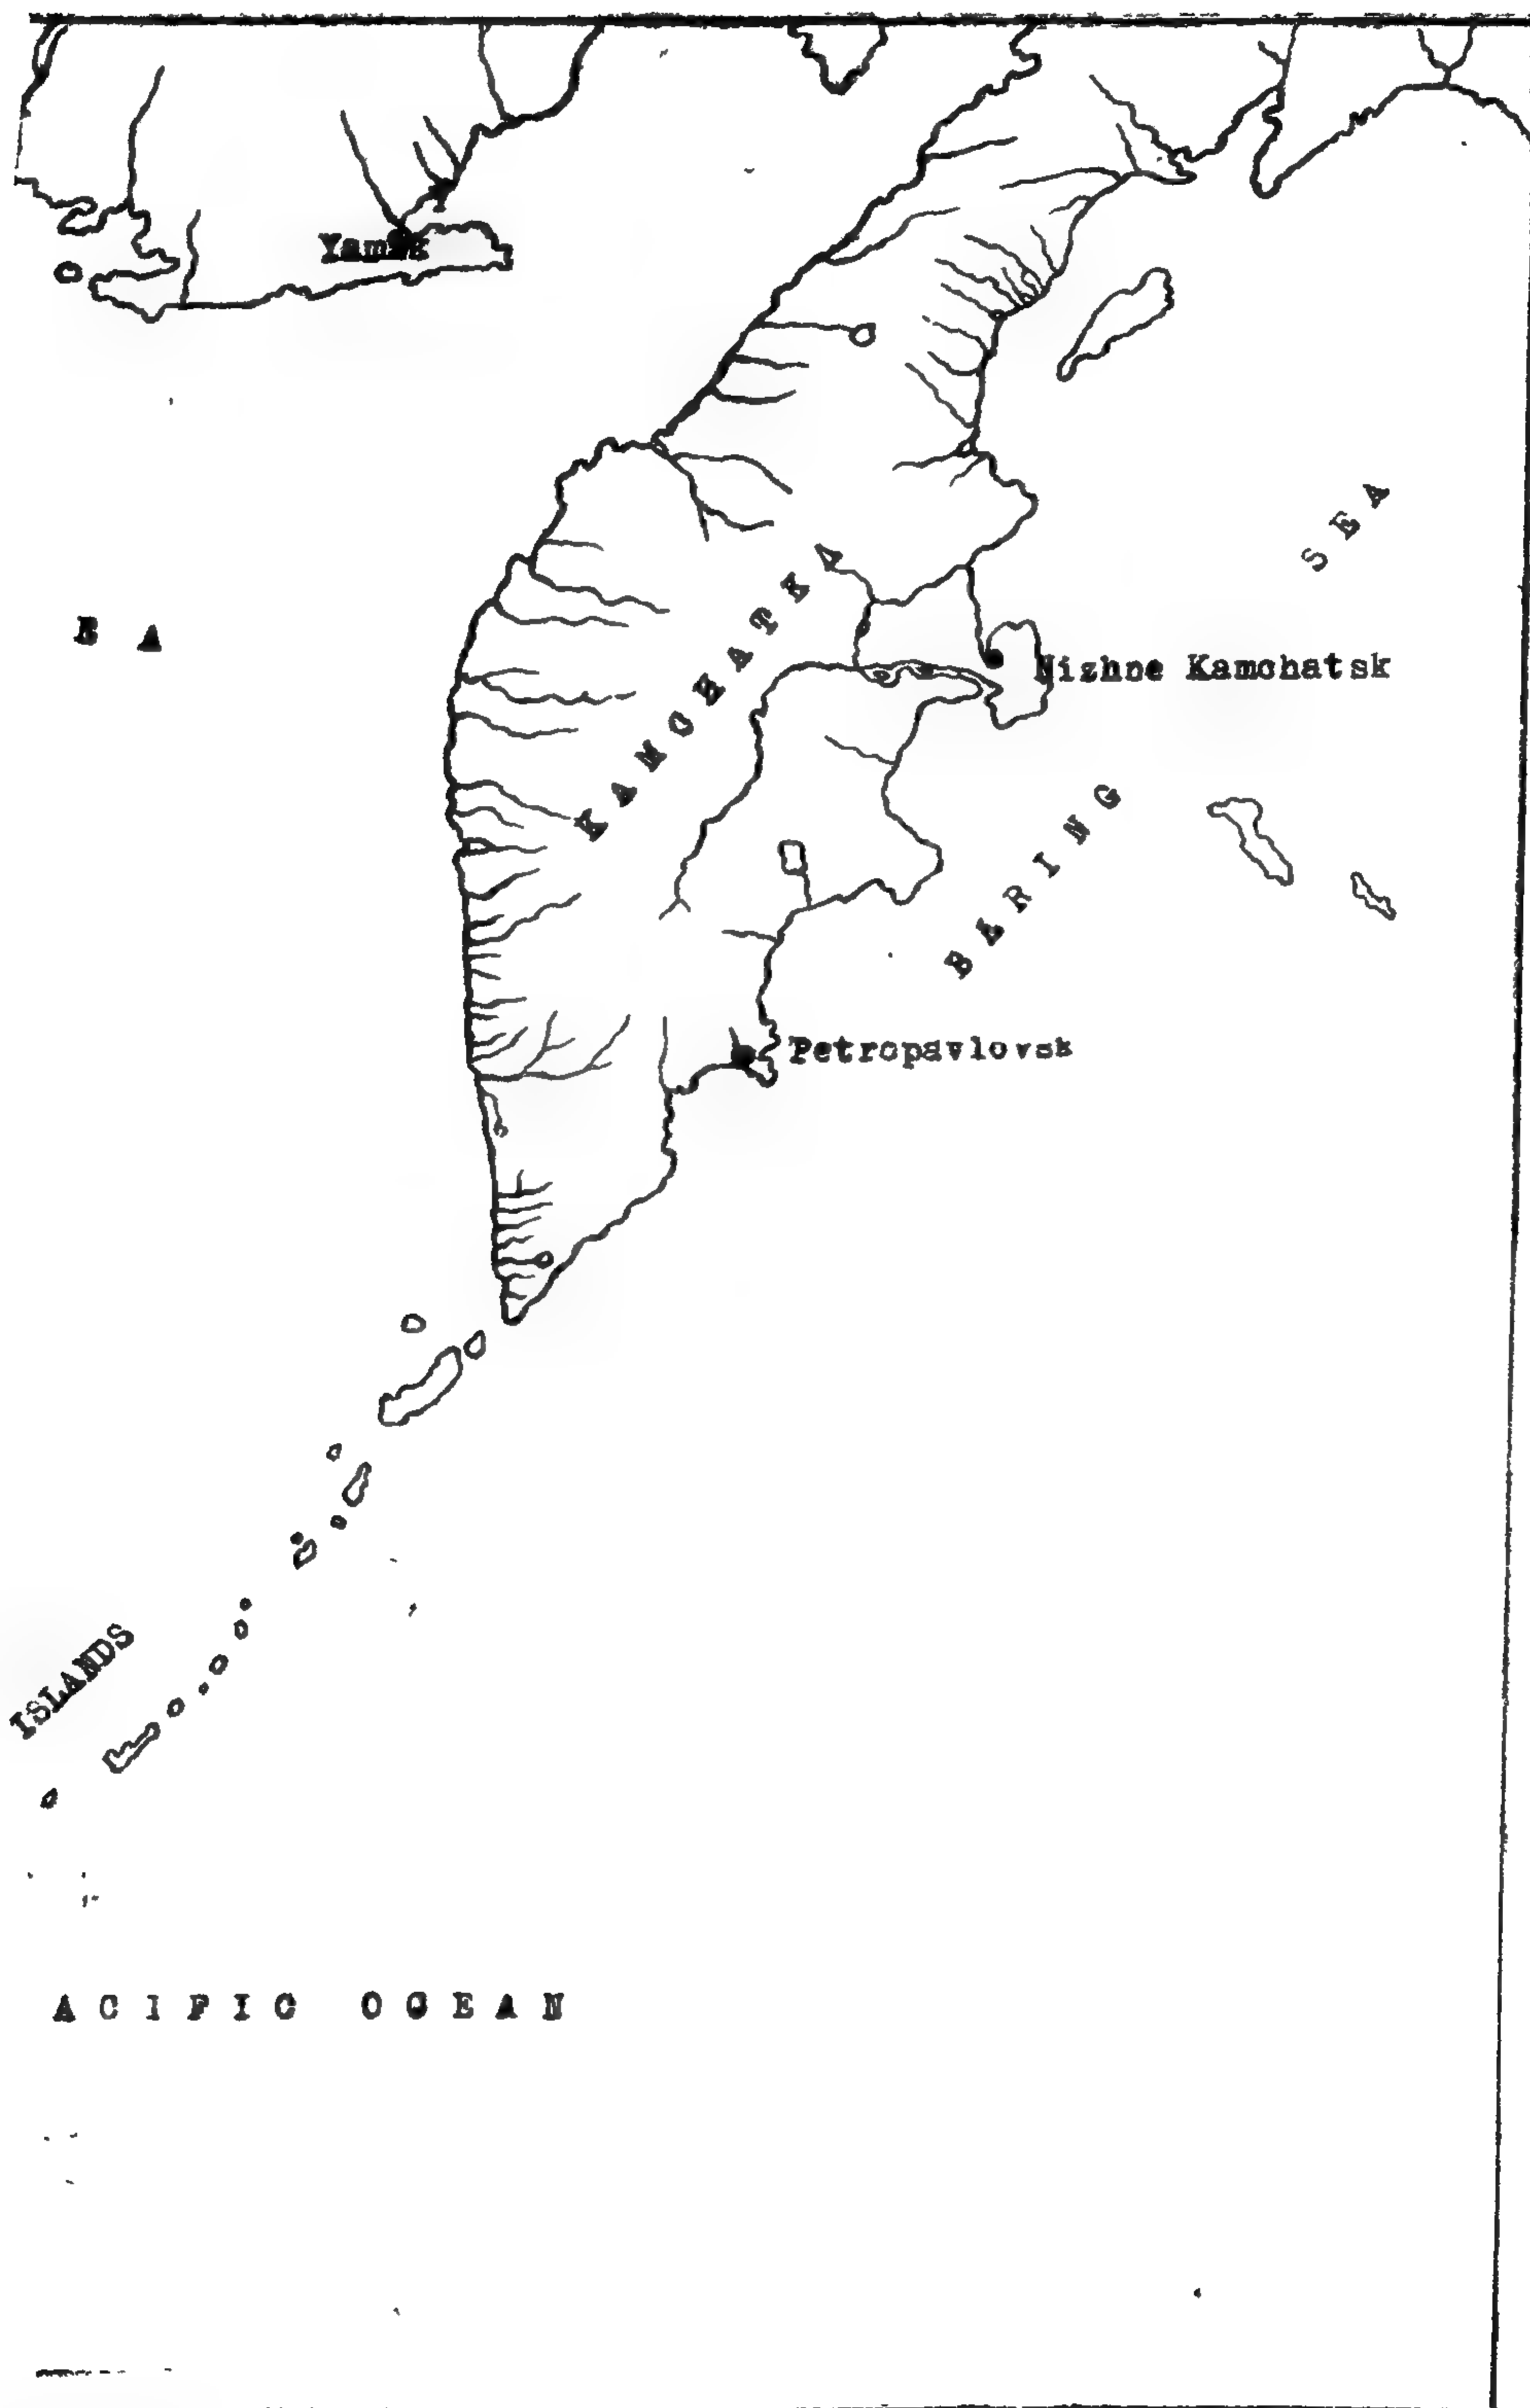 Yamsk
SEA
E A
KAMCHATKA
Nizhne Kamchatsk
BERING
Petropavlovsk
ISLANDS
ACIFIC OCEAN